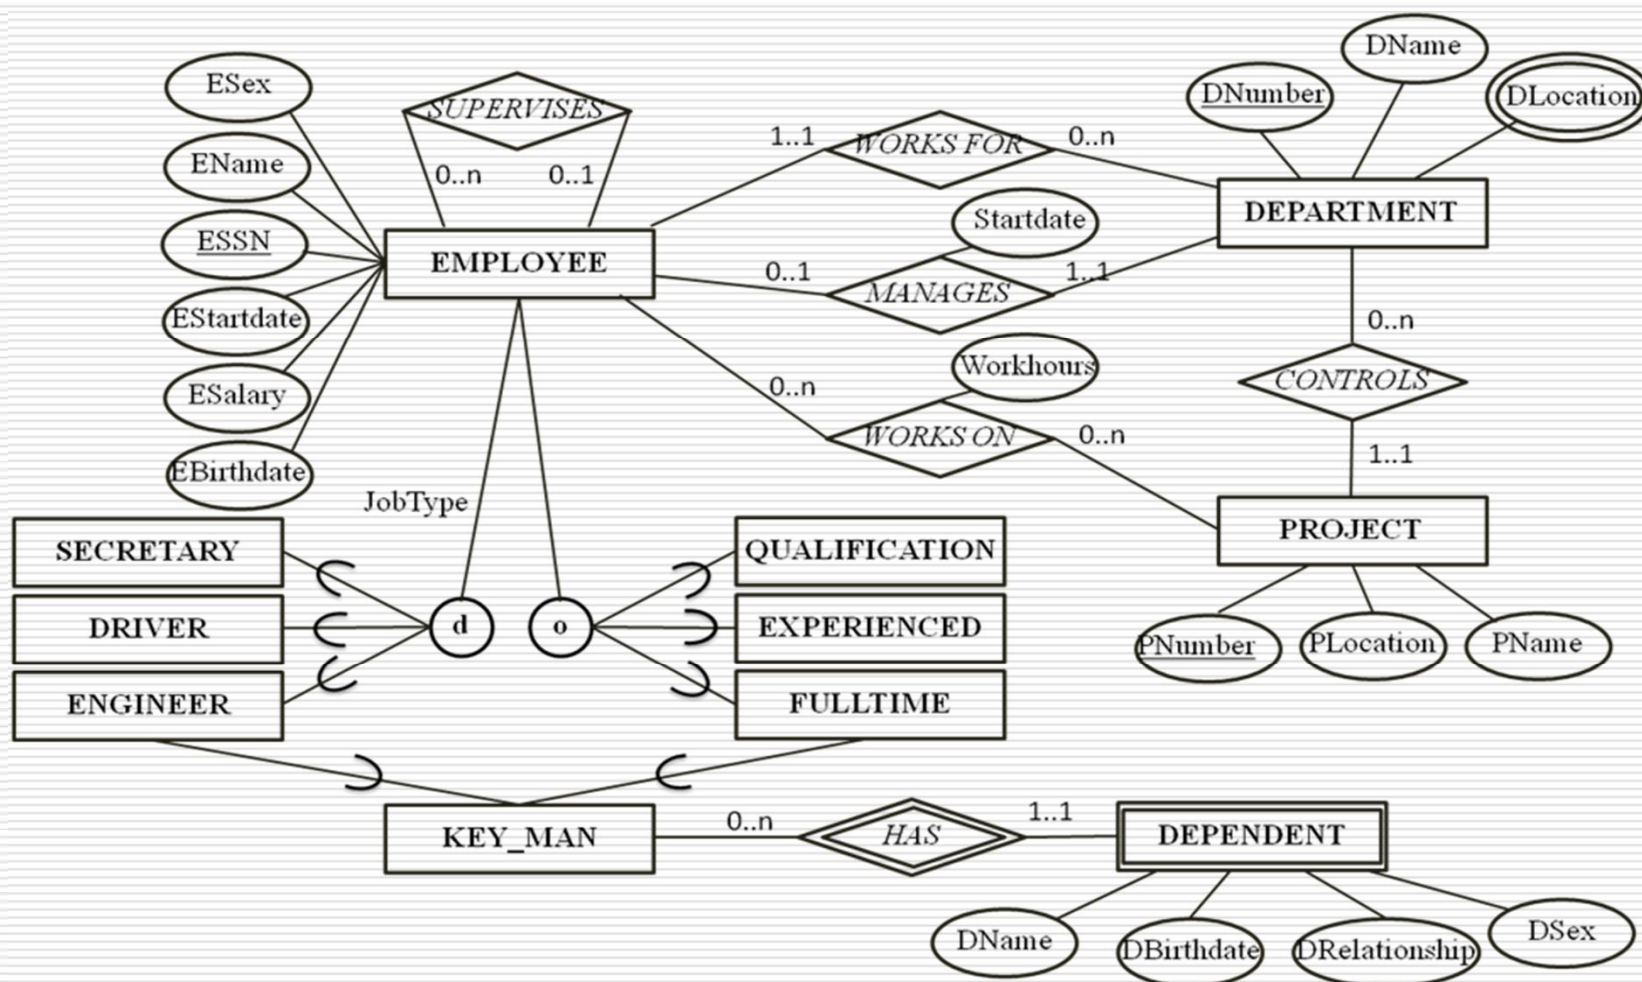 DName
ESex
DNumber
DLocation
SUPERVISES
1..1
WORKS FOR
0..n
EName
0..n
0..1
DEPARTMENT
Startdate
ESSN
EMPLOYEE
0..1
MANAGES
1..1
EStartdate
0..n
Workhours
CONTROLS
ESalary
0..n
WORKS ON
0..n
1..1
EBirthdate
JobType
PROJECT
SECRETARY
QUALIFICATION
DRIVER
d
o
EXPERIENCED
PNumber
PLocation
PName
ENGINEER
FULLTIME
KEY_MAN
0..n
HAS
1..1
DEPENDENT
DName
DBirthdate
DRelationship
DSex